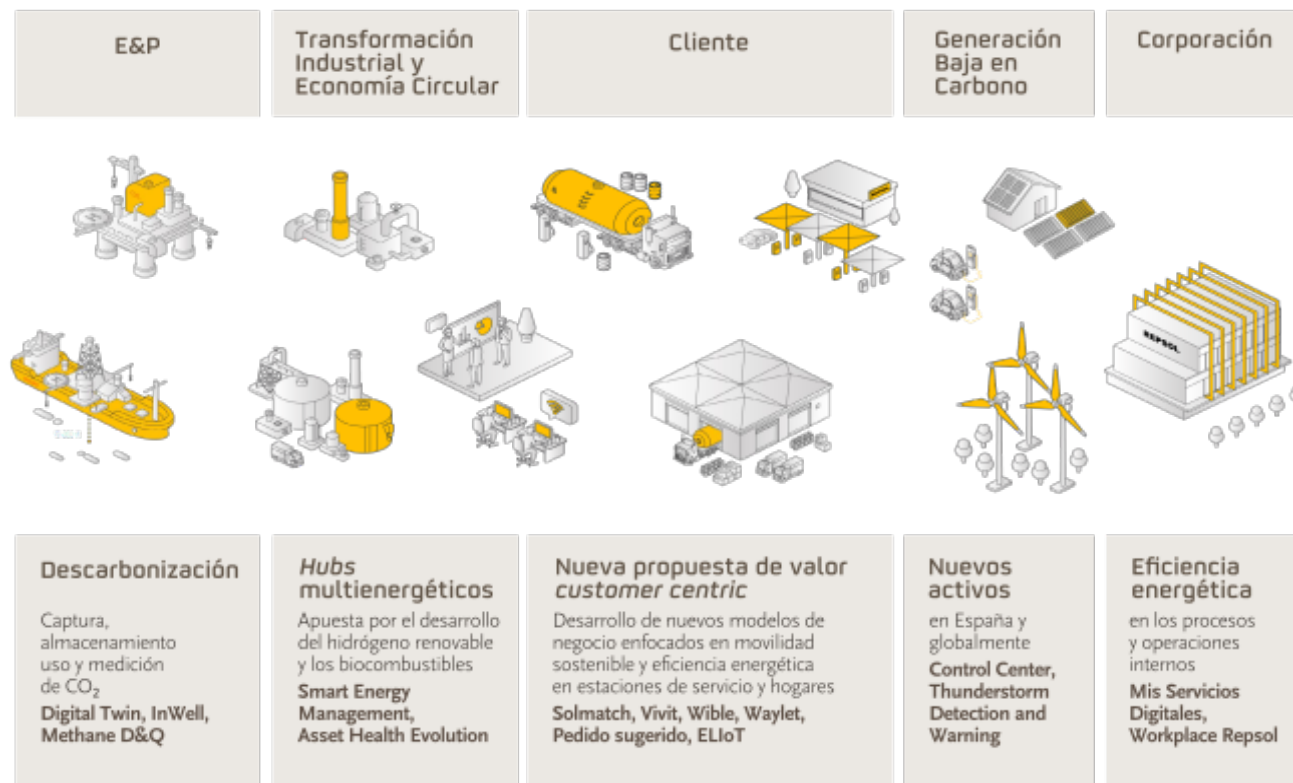 E&P
Transformación
Industrial y
Economía Circular
Cliente
Generación
Baja en
Carbono
Corporación
REPSOL
REPSOL
Descarbonización
Captura,
almacenamiento
uso y medición
de CO₂
Digital Twin, InWell,
Methane D&Q
Hubs
multienergéticos
Apuesta por el desarrollo
del hidrógeno renovable
y los biocombustibles
Smart Energy
Management,
Asset Health Evolution
Nueva propuesta de valor
customer centric
Desarrollo de nuevos modelos de
negocio enfocados en movilidad
sostenible y eficiencia energética
en estaciones de servicio y hogares
Solmatch, Vivit, Wible, Waylet,
Pedido sugerido, ELIoT
Nuevos
activos
en España y
globalmente
Control Center,
Thunderstorm
Detection and
Warning
Eficiencia
energética
en los procesos
y operaciones
internos
Mis Servicios
Digitales,
Workplace Repsol